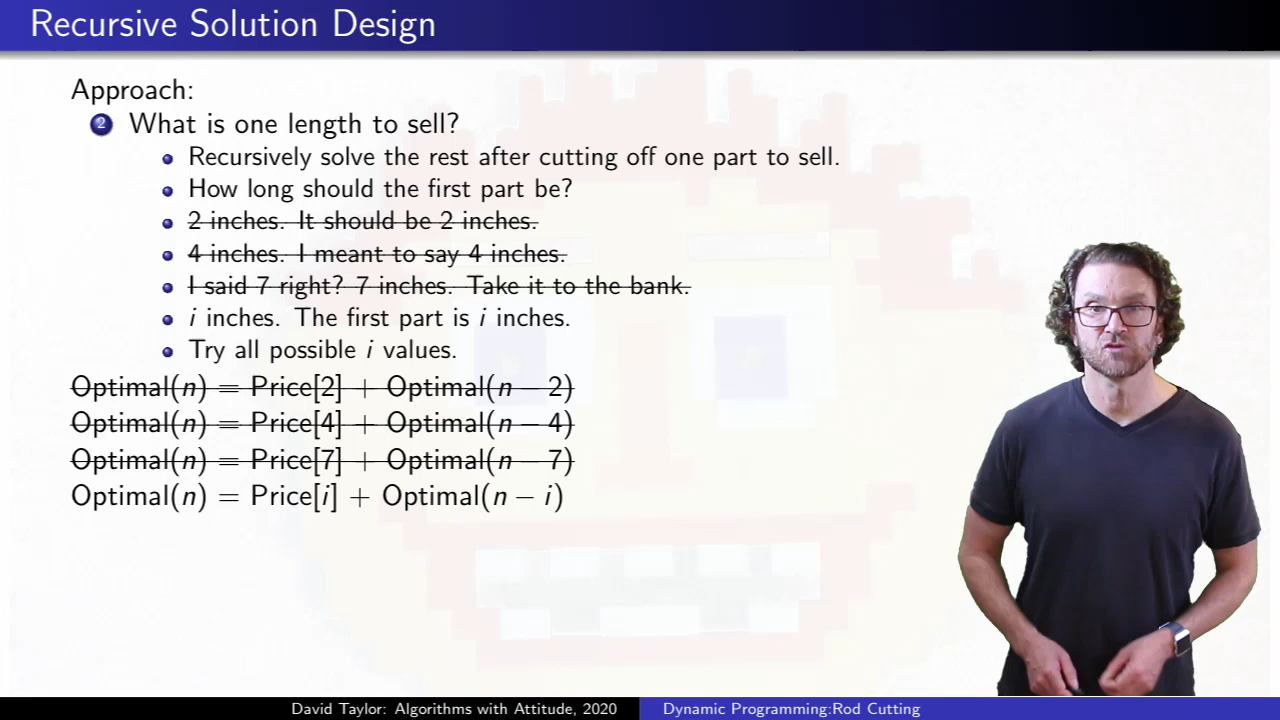 Recursive Solution Design
Approach:
2 What is one length to sell?
Recursively solve the rest after cutting off one part to sell.
How long should the first part be?
2 inches. It should be 2 inches.
4 inches. I meant to say 4 inches.
I said 7 right? 7 inches. Take it to the bank.
i inches. The first part is i inches.
Try all possible i values.
Optimal(n) = Price[2] + Optimal(n − 2)
Optimal(n) = Price[4] + Optimal(n − 4)
Optimal(n) = Price[7] + Optimal(n − 7)
Optimal(n) = Price[i] + Optimal(n − i)
David Taylor: Algorithms with Attitude, 2020 Dynamic Programming:Rod Cutting